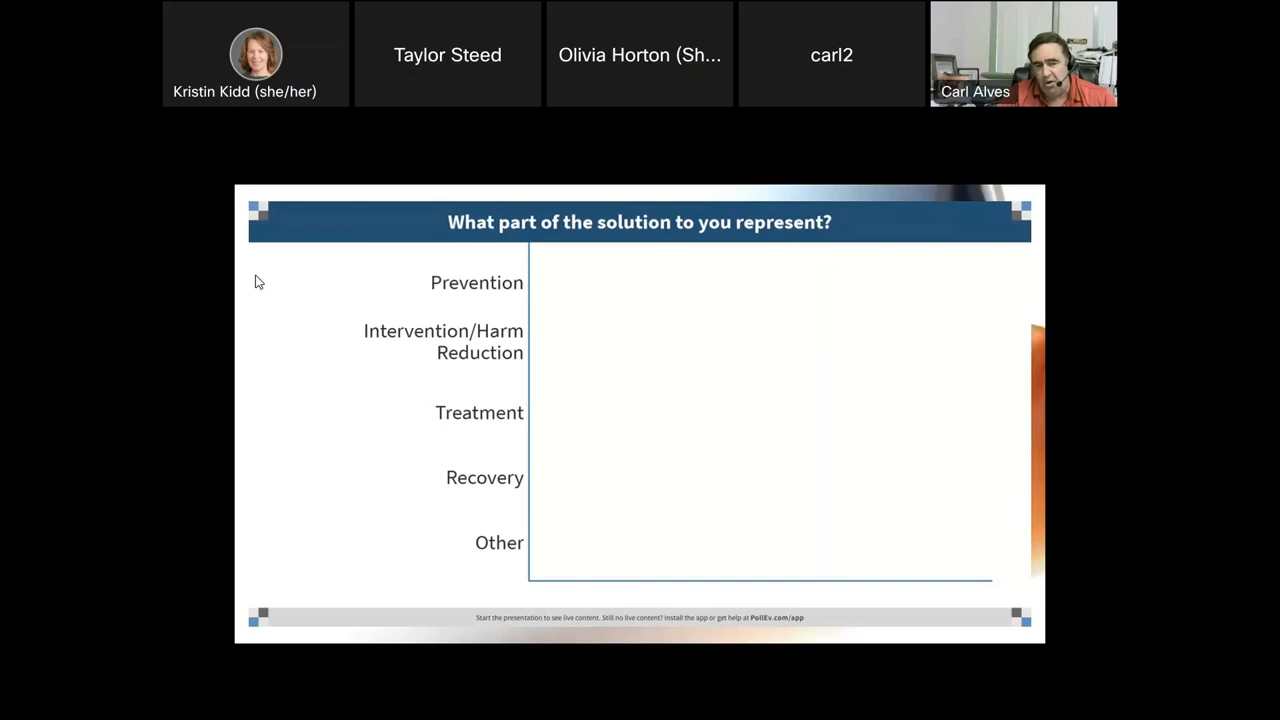 Kristin Kidd (she/her)
Taylor Steed
Olivia Horton (Sh...
carl2
Carl Alves
What part of the solution to you represent?
Prevention
Intervention/Harm
Reduction
Treatment
Recovery
Other
Start the presentation to see live content. Still no live content? Install the app or get help at PollEv.com/app